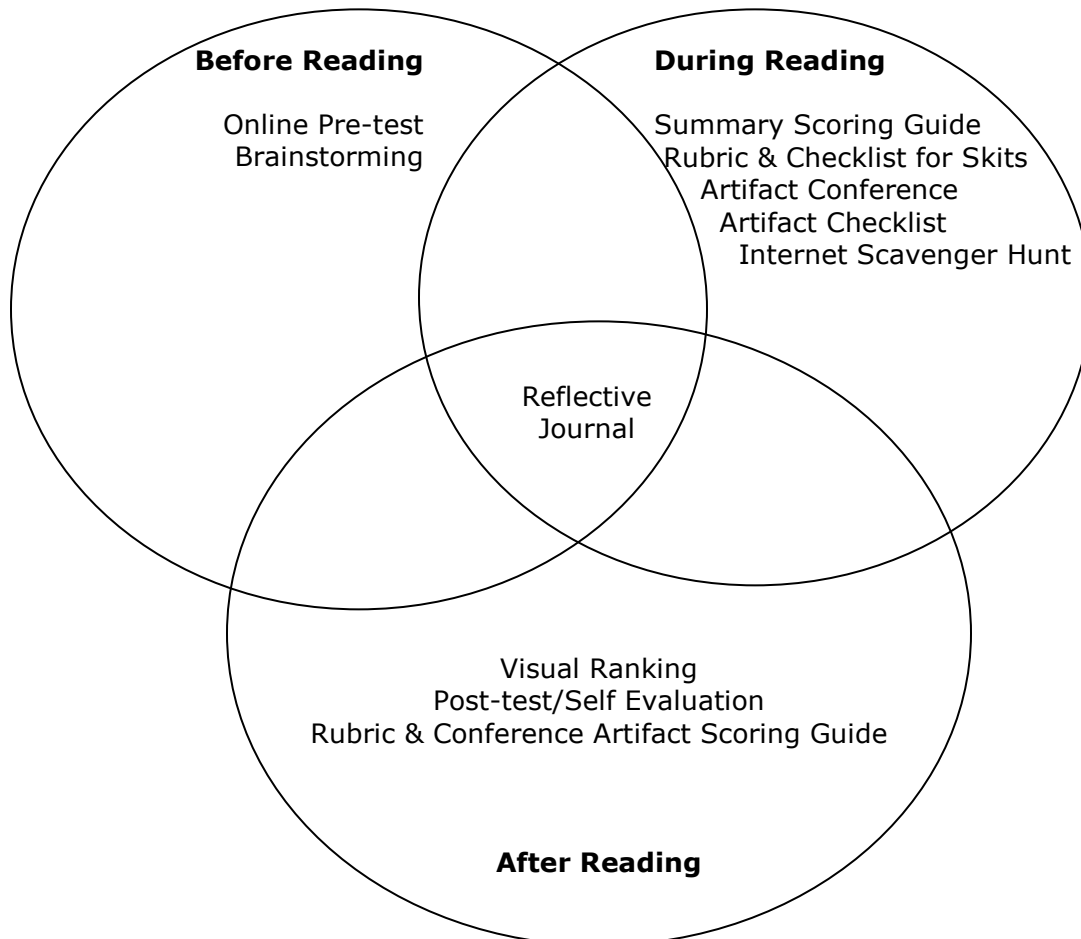 Before Reading
Online Pre-test
Brainstorming
During Reading
Summary Scoring Guide
Rubric & Checklist for Skits
Artifact Conference
Artifact Checklist
Internet Scavenger Hunt
Reflective
Journal
Visual Ranking
Post-test/Self Evaluation
Rubric & Conference Artifact Scoring Guide
After Reading